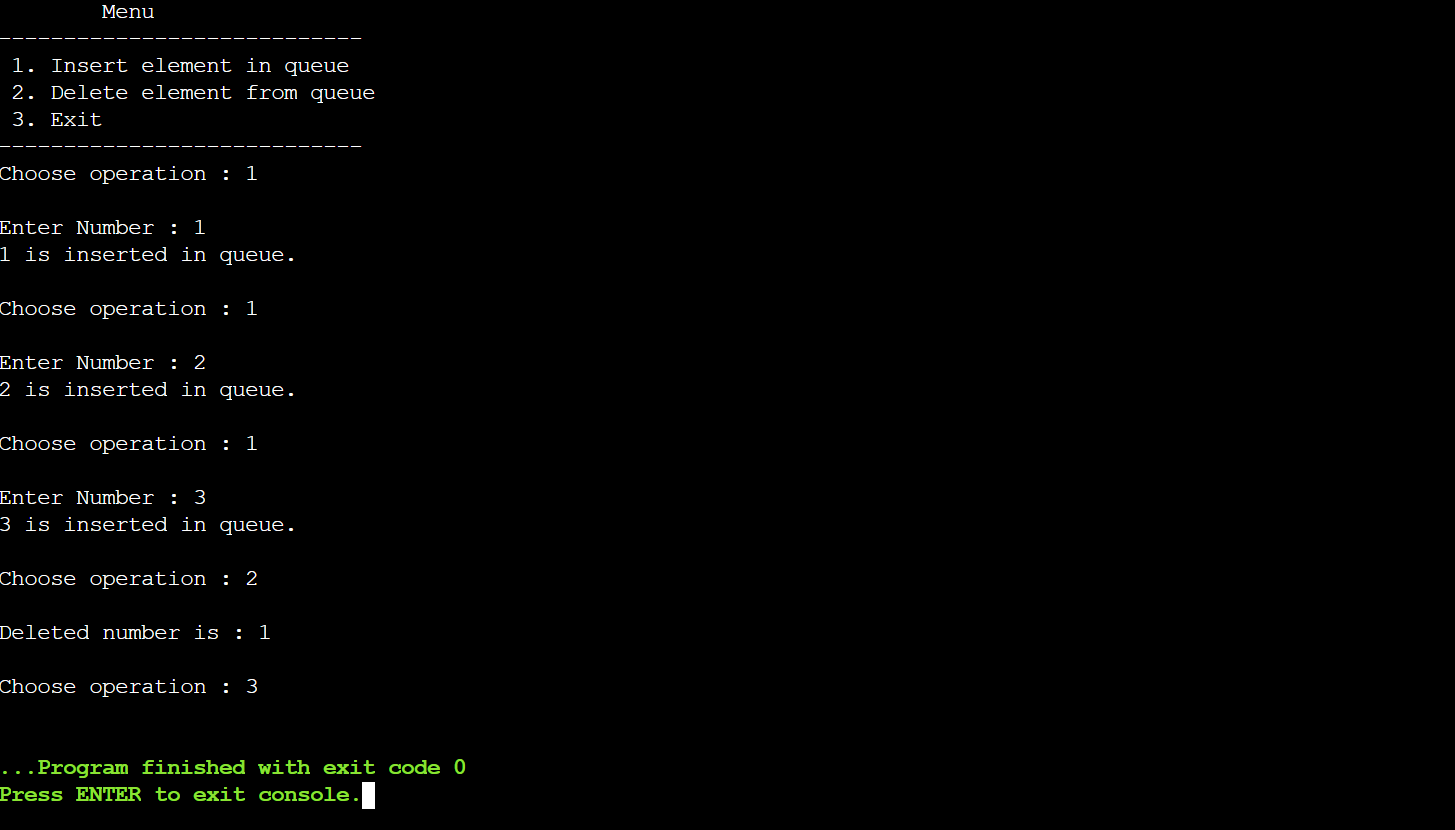 Menu
----------------------------
1. Insert element in queue
2. Delete element from queue
3. Exit
----------------------------
Choose operation : 1
Enter Number : 1
1 is inserted in queue.
Choose operation : 1
Enter Number : 2
2 is inserted in queue.
Choose operation : 1
Enter Number : 3
3 is inserted in queue.
Choose operation : 2
Deleted number is : 1
Choose operation : 3
...Program finished with exit code 0
Press ENTER to exit console.